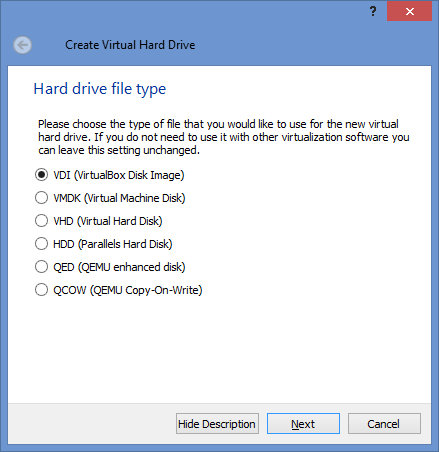 ?
Create Virtual Hard Drive
Hard drive file type
Please choose the type of file that you would like to use for the new virtual
hard drive. If you do not need to use it with other virtualization software you
can leave this setting unchanged.
VDI (VirtualBox Disk Image)
VMDK (Virtual Machine Disk)
VHD (Virtual Hard Disk)
HDD (Parallels Hard Disk)
QED (QEMU enhanced disk)
QCOW (QEMU Copy-On-Write)
Hide Description Next Cancel